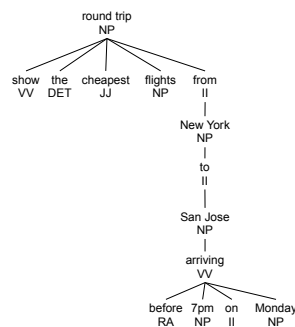 round trip
NP
show the cheapest flights from
VV DET JJ NP II
New York
NP
to
II
San Jose
NP
arriving
VV
before 7pm on Monday
RA NP II NP